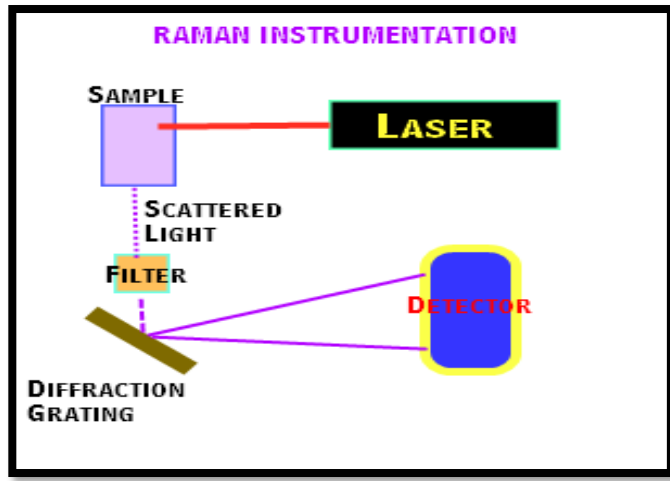 RAMAN INSTRUMENTATION
SAMPLE
LASER
SCATTERED
LIGHT
FILTER
DETECTOR
DIFFRACTION
GRATING